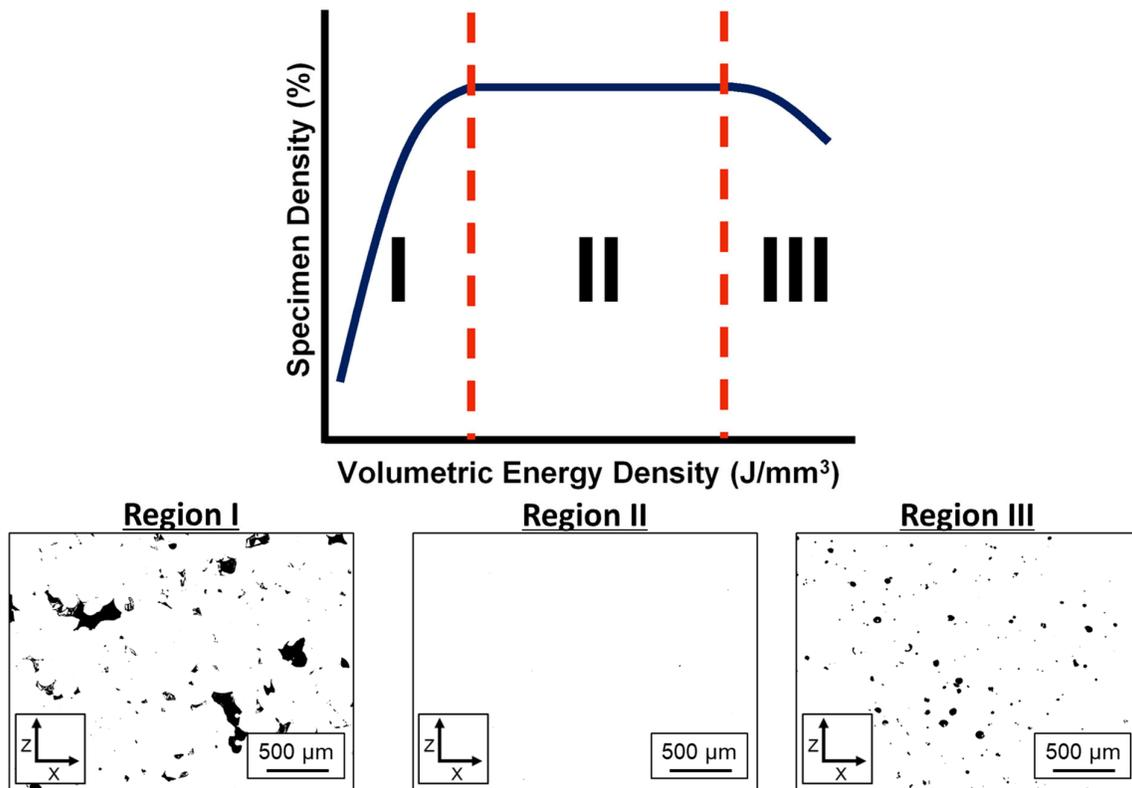 Specimen Density (%)
I
II
III
Volumetric Energy Density (J/mm³)
Region I
Region II
Region III
Z
X
500 μm
Z
X
500 μm
Z
X
500 μm